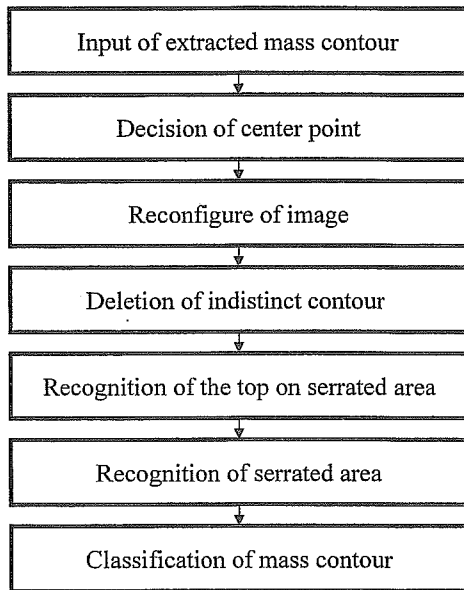 Input of extracted mass contour
Decision of center point
Reconfigure of image
Deletion of indistinct contour
Recognition of the top on serrated area
Recognition of serrated area
Classification of mass contour